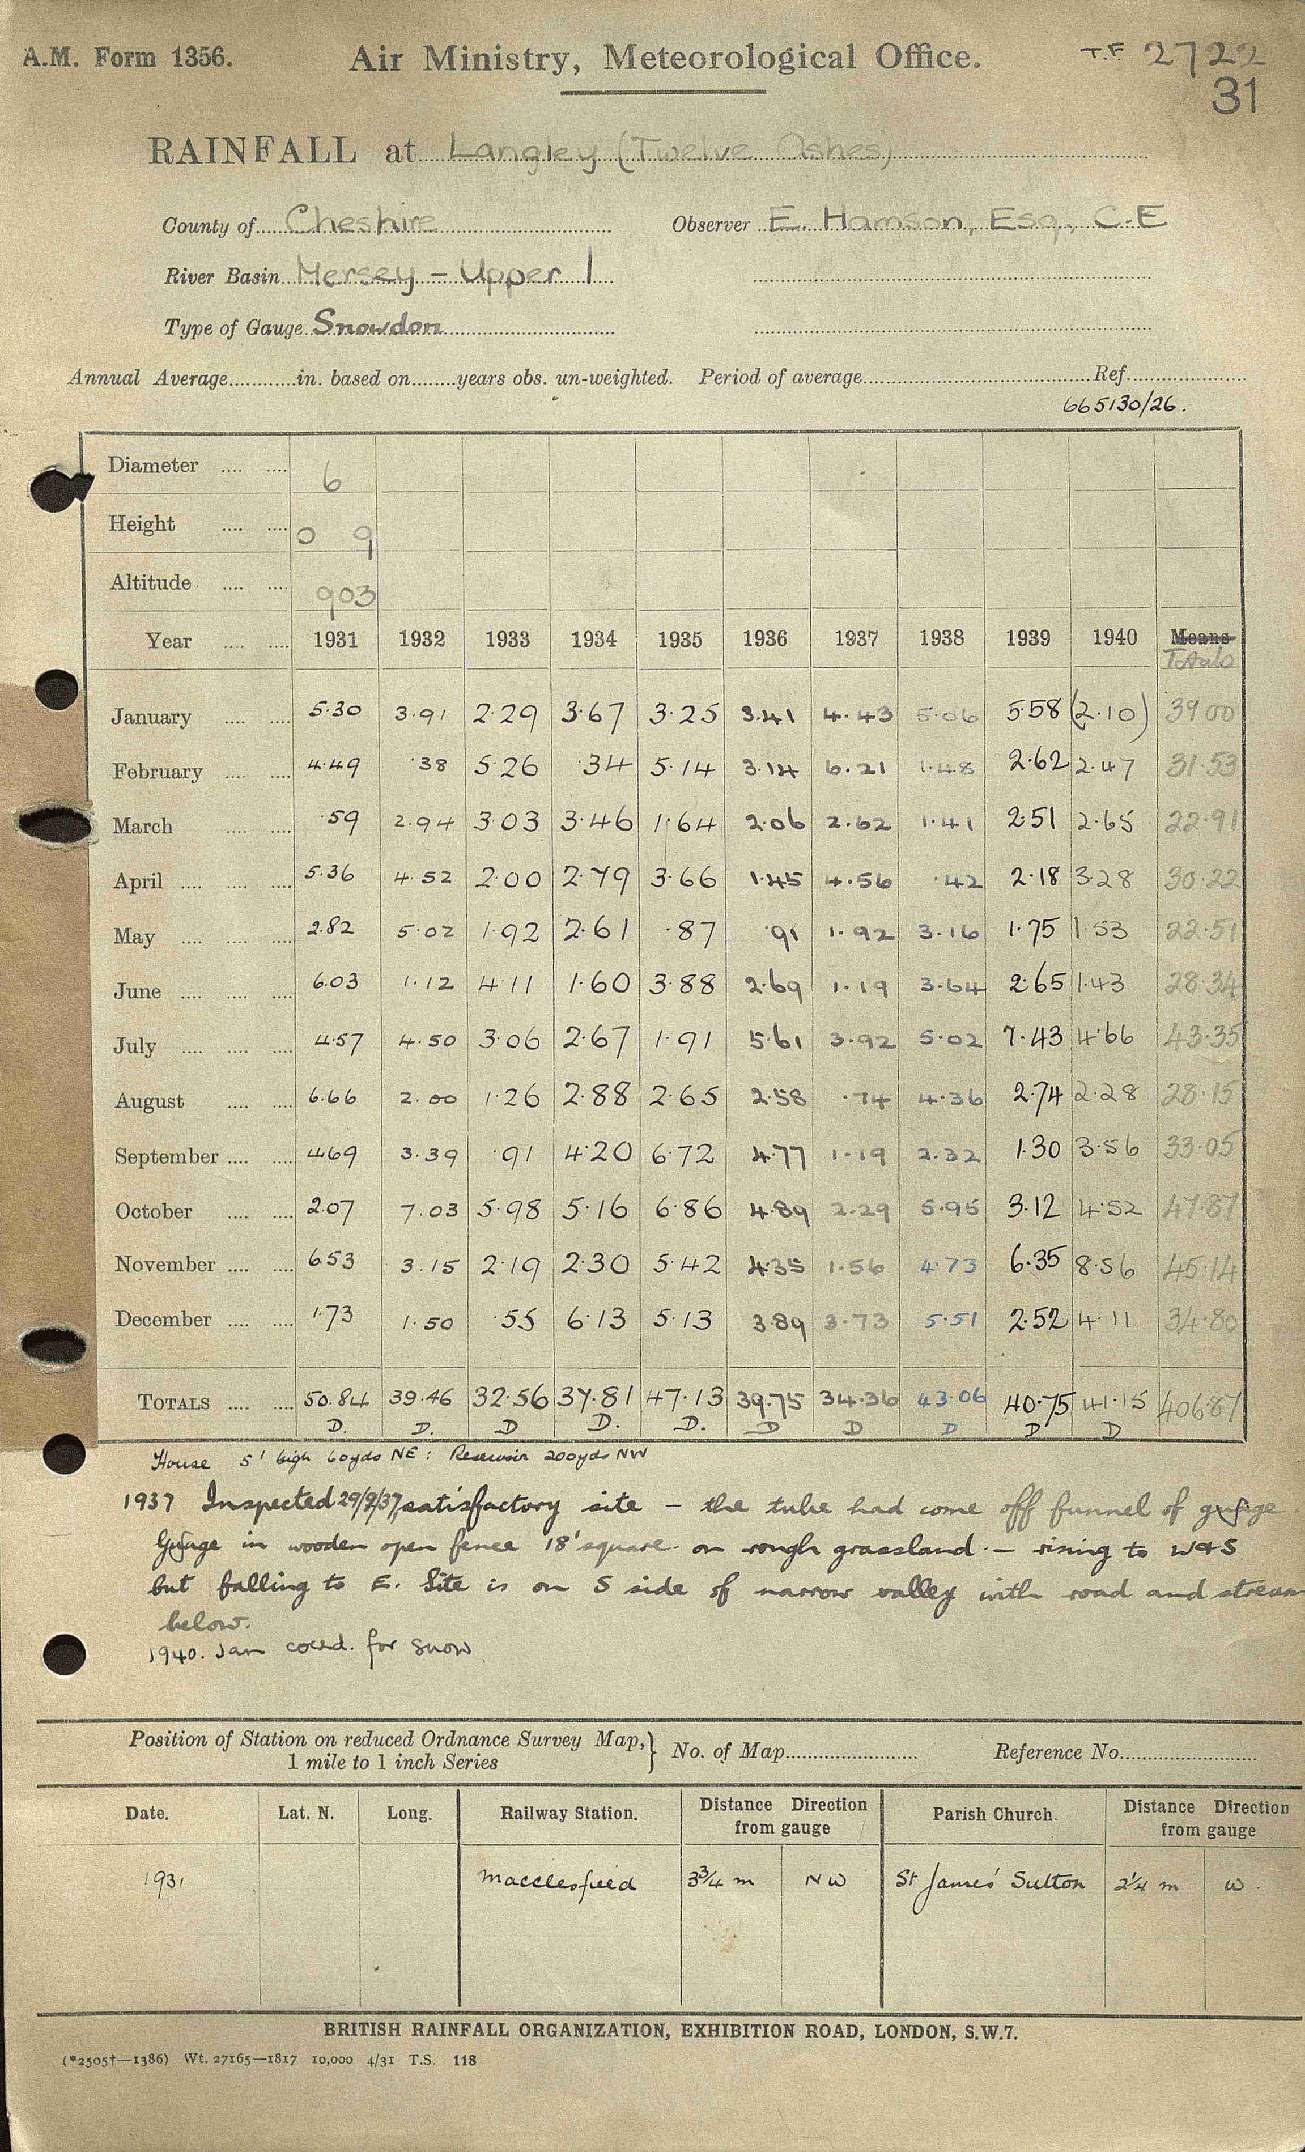 A.M. Form 1356. Air Ministry, Meteorological Office. T.F 2722
31
RAINFALL at Langley (Twelve Ashes)
County of Cheshire Observer E. Hamson, Esq., C.E
River Basin Mersey - Upper 1
Type of Gauge Snowdon
Annual Average............in. based on........years obs. un-weighted. Period of average............Ref............
665130/26.
Diameter .... .... 6
Height .... .... 0 9
Altitude .... .... 903
Year .... .... 1931 1932 1933 1934 1935 1936 1937 1938 1939 1940 Means Totals
January .... .... 5.30 3.91 2.29 3.67 3.25 3.41 4.43 5.06 5.58 (2.10) 39.00
February .... .... 4.49 .38 5.26 .34 5.14 3.14 6.21 1.48 2.62 2.47 31.53
March .... .... .59 2.94 3.03 3.46 1.64 2.06 2.62 1.41 2.51 2.65 22.91
April .... .... .... 5.36 4.52 2.00 2.79 3.66 1.45 4.56 .42 2.18 3.28 30.22
May .... .... .... 2.82 5.02 1.92 2.61 .87 .91 1.92 3.16 1.75 1.53 22.51
June .... .... .... 6.03 1.12 4.11 1.60 3.88 2.69 1.19 3.64 2.65 1.43 28.34
July .... .... .... 4.57 4.50 3.06 2.67 1.91 5.61 3.92 5.02 7.43 4.66 43.35
August .... .... 6.66 2.00 1.26 2.88 2.65 2.58 .74 4.36 2.74 2.28 28.15
September .... .... 4.69 3.39 .91 4.20 6.72 4.77 1.19 2.32 1.30 3.56 33.05
October .... .... 2.07 7.03 5.98 5.16 6.86 4.89 2.29 5.95 3.12 4.52 47.87
November .... .... 6.53 3.15 2.19 2.30 5.42 4.35 1.56 4.73 6.35 8.56 45.14
December .... .... 1.73 1.50 .55 6.13 5.13 3.89 3.73 5.51 2.52 4.11 34.80
TOTALS .... .... 50.84 39.46 32.56 37.81 47.13 39.75 34.36 43.06 40.75 41.15 406.87
D. D. D D. D. D D D D D
House 5' high 60yds NE : Reservoir 200yds NW
1937 Inspected 29/9/37, satisfactory site - the tube had come off funnel of gauge
Gauge in wooden open fence 18' square on rough grassland - rising to W & S
but falling to E. Site is on S side of narrow valley with road and stream
below.
1940. Jan coced. for snow
Position of Station on reduced Ordnance Survey Map, } No. of Map............ Reference No............
1 mile to 1 inch Series
Date. Lat. N. Long. Railway Station. Distance Direction from gauge Parish Church. Distance Direction from gauge
1931 Macclesfield 3¾ m NW St James' Sutton 2¼ m W.
BRITISH RAINFALL ORGANIZATION, EXHIBITION ROAD, LONDON, S.W.7.
(*2505†—1386) Wt. 27165—1817 10,000 4/31 T.S. 118